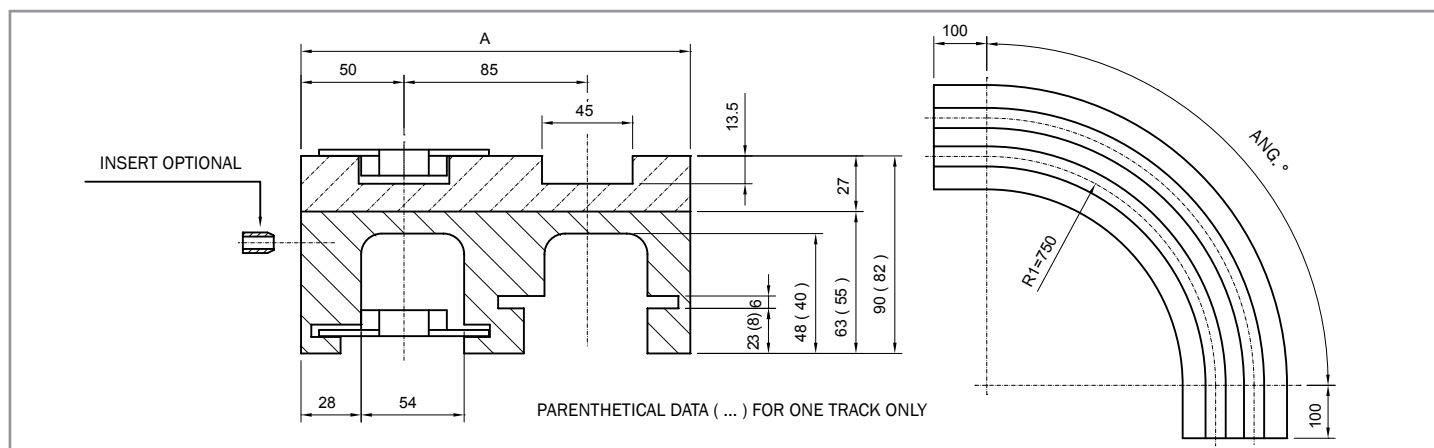 A
50
85
45
13.5
INSERT OPTIONAL
27
6
23 (8)
48 ( 40)
63 ( 55)
90 ( 82)
28
54
PARENTHETICAL DATA ( ... ) FOR ONE TRACK ONLY
100
ANG. °
R1=750
100